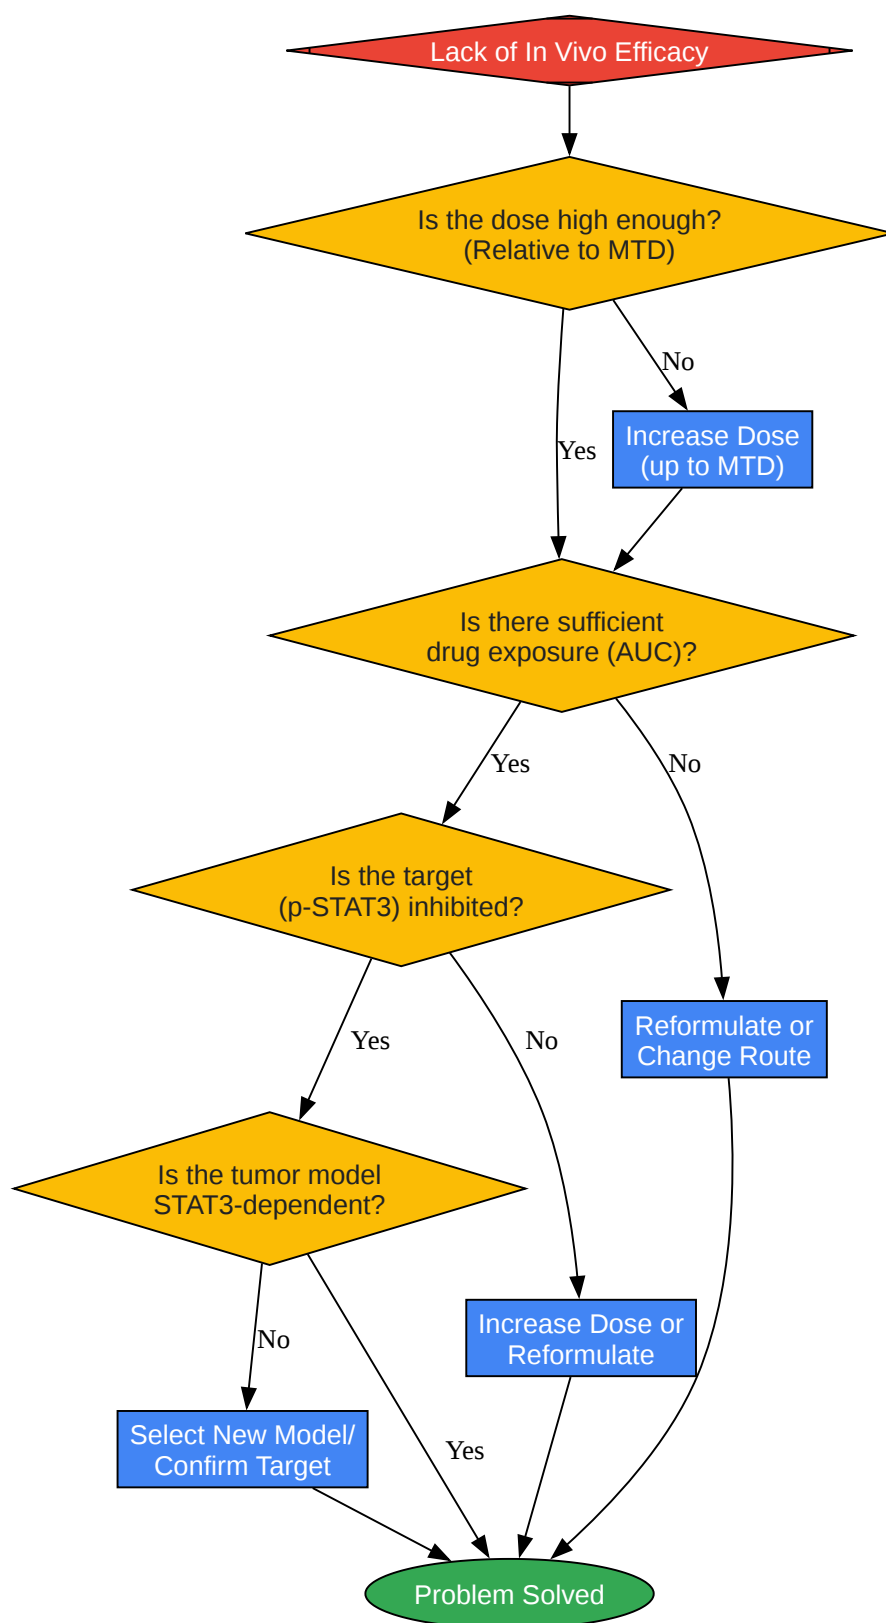 Lack of In Vivo Efficacy
Is the dose high enough?
(Relative to MTD)
No
Increase Dose
(up to MTD)
Yes
Is there sufficient
drug exposure (AUC)?
Yes
No
Is the target
(p-STAT3) inhibited?
Reformulate or
Change Route
Yes
No
Is the tumor model
STAT3-dependent?
Increase Dose or
Reformulate
No
Select New Model/
Confirm Target
Yes
Problem Solved